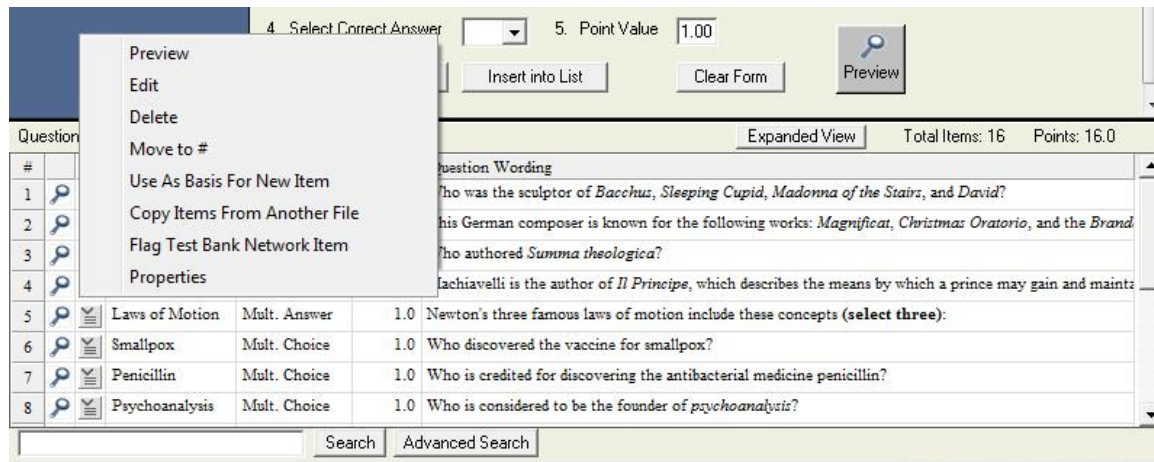 4. Select Correct Answer 5. Point Value 1.00
Preview
Insert into List Clear Form
Preview
Edit
Delete
Move to #
Use As Basis For New Item
Copy Items From Another File
Flag Test Bank Network Item
Properties
Question Expanded View Total Items: 16 Points: 16.0
# Question Wording
1 Who was the sculptor of Bacchus, Sleeping Cupid, Madonna of the Stairs, and David?
2 This German composer is known for the following works: Magnificat, Christmas Oratorio, and the Brand
3 Who authored Summa theologica?
4 Machiavelli is the author of Il Principe, which describes the means by which a prince may gain and mainta
5 Laws of Motion Mult. Answer 1.0 Newton's three famous laws of motion include these concepts (select three):
6 Smallpox Mult. Choice 1.0 Who discovered the vaccine for smallpox?
7 Penicillin Mult. Choice 1.0 Who is credited for discovering the antibacterial medicine penicillin?
8 Psychoanalysis Mult. Choice 1.0 Who is considered to be the founder of psychoanalysis?
Search Advanced Search